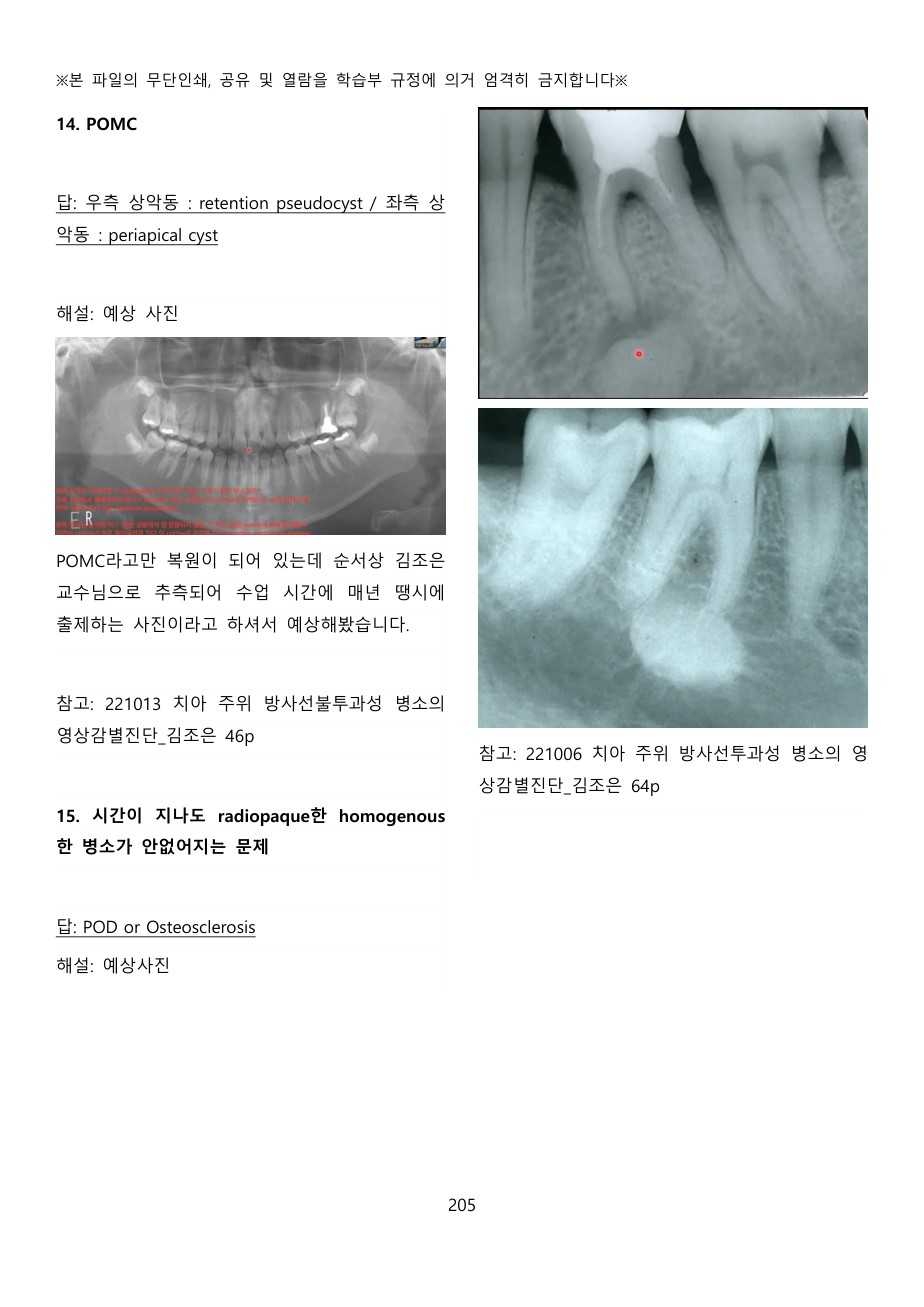 ※본 파일의 무단인쇄, 공유 및 열람을 학습부 규정에 의거 엄격히 금지합니다※
14. POMC
답: 우측 상악동 : retention pseudocyst / 좌측 상
악동 : periapical cyst
해설: 예상 사진
E R
POMC라고만 복원이 되어 있는데 순서상 김조은
교수님으로 추측되어 수업 시간에 매년 땡시에
출제하는 사진이라고 하셔서 예상해봤습니다.
참고: 221013 치아 주위 방사선불투과성 병소의
영상감별진단_김조은 46p
15. 시간이 지나도 radiopaque한 homogenous
한 병소가 안없어지는 문제
답: POD or Osteosclerosis
해설: 예상사진
참고: 221006 치아 주위 방사선투과성 병소의 영
상감별진단_김조은 64p
205